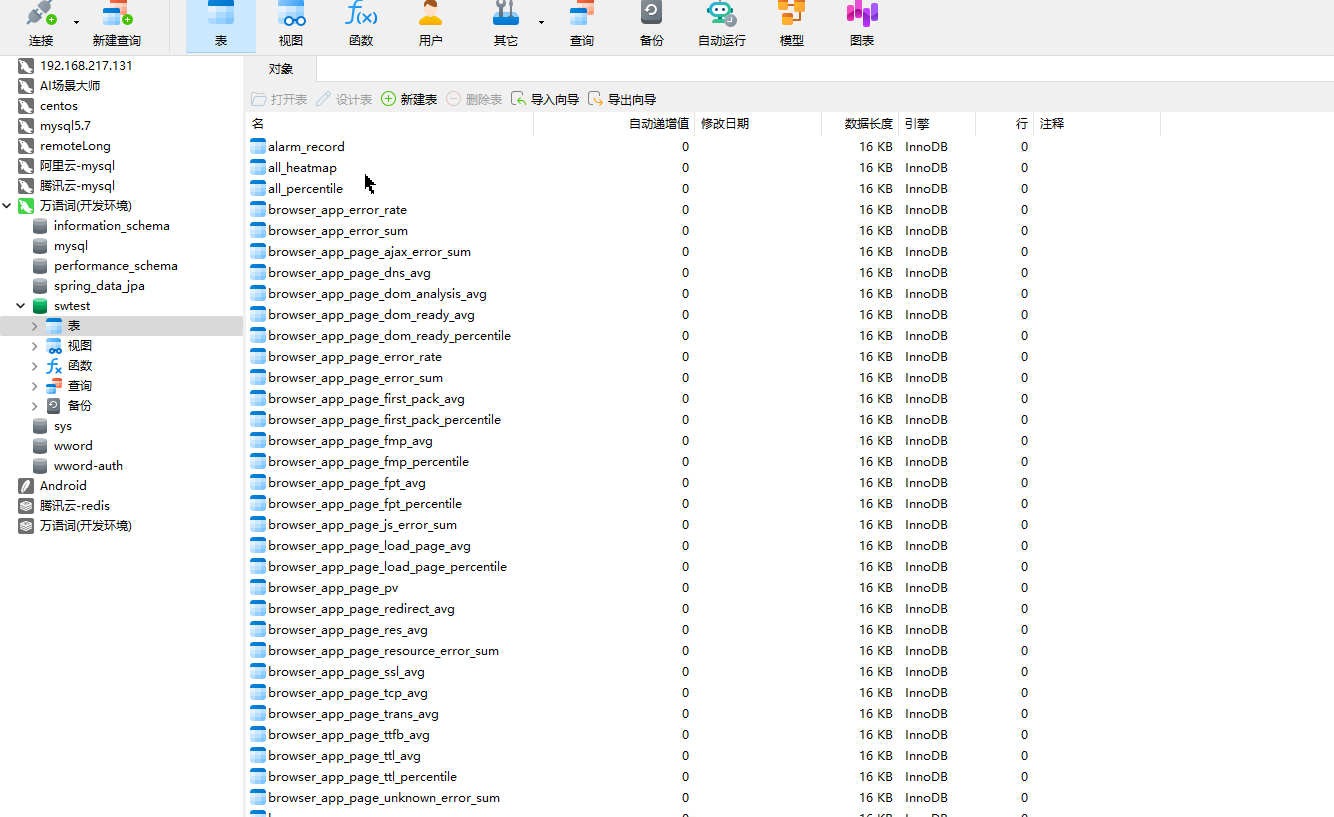 连接 新建查询 表 视图 函数 用户 其它 查询 备份 自动运行 模型 图表
192.168.217.131
AI场景大师
centos
mysql5.7
remoteLong
阿里云-mysql
腾讯云-mysql
万语词(开发环境)
information_schema
mysql
performance_schema
spring_data_jpa
swtest
表
视图
函数
查询
备份
sys
wword
wword-auth
Android
腾讯云-redis
万语词(开发环境)
对象
打开表 设计表 新建表 删除表 导入向导 导出向导
名 自动递增值 修改日期 数据长度 引擎 行 注释
alarm_record 0 16 KB InnoDB 0
all_heatmap 0 16 KB InnoDB 0
all_percentile 0 16 KB InnoDB 0
browser_app_error_rate 0 16 KB InnoDB 0
browser_app_error_sum 0 16 KB InnoDB 0
browser_app_page_ajax_error_sum 0 16 KB InnoDB 0
browser_app_page_dns_avg 0 16 KB InnoDB 0
browser_app_page_dom_analysis_avg 0 16 KB InnoDB 0
browser_app_page_dom_ready_avg 0 16 KB InnoDB 0
browser_app_page_dom_ready_percentile 0 16 KB InnoDB 0
browser_app_page_error_rate 0 16 KB InnoDB 0
browser_app_page_error_sum 0 16 KB InnoDB 0
browser_app_page_first_pack_avg 0 16 KB InnoDB 0
browser_app_page_first_pack_percentile 0 16 KB InnoDB 0
browser_app_page_fmp_avg 0 16 KB InnoDB 0
browser_app_page_fmp_percentile 0 16 KB InnoDB 0
browser_app_page_fpt_avg 0 16 KB InnoDB 0
browser_app_page_fpt_percentile 0 16 KB InnoDB 0
browser_app_page_js_error_sum 0 16 KB InnoDB 0
browser_app_page_load_page_avg 0 16 KB InnoDB 0
browser_app_page_load_page_percentile 0 16 KB InnoDB 0
browser_app_page_pv 0 16 KB InnoDB 0
browser_app_page_redirect_avg 0 16 KB InnoDB 0
browser_app_page_res_avg 0 16 KB InnoDB 0
browser_app_page_resource_error_sum 0 16 KB InnoDB 0
browser_app_page_ssl_avg 0 16 KB InnoDB 0
browser_app_page_tcp_avg 0 16 KB InnoDB 0
browser_app_page_trans_avg 0 16 KB InnoDB 0
browser_app_page_ttfb_avg 0 16 KB InnoDB 0
browser_app_page_ttl_avg 0 16 KB InnoDB 0
browser_app_page_ttl_percentile 0 16 KB InnoDB 0
browser_app_page_unknown_error_sum 0 16 KB InnoDB 0